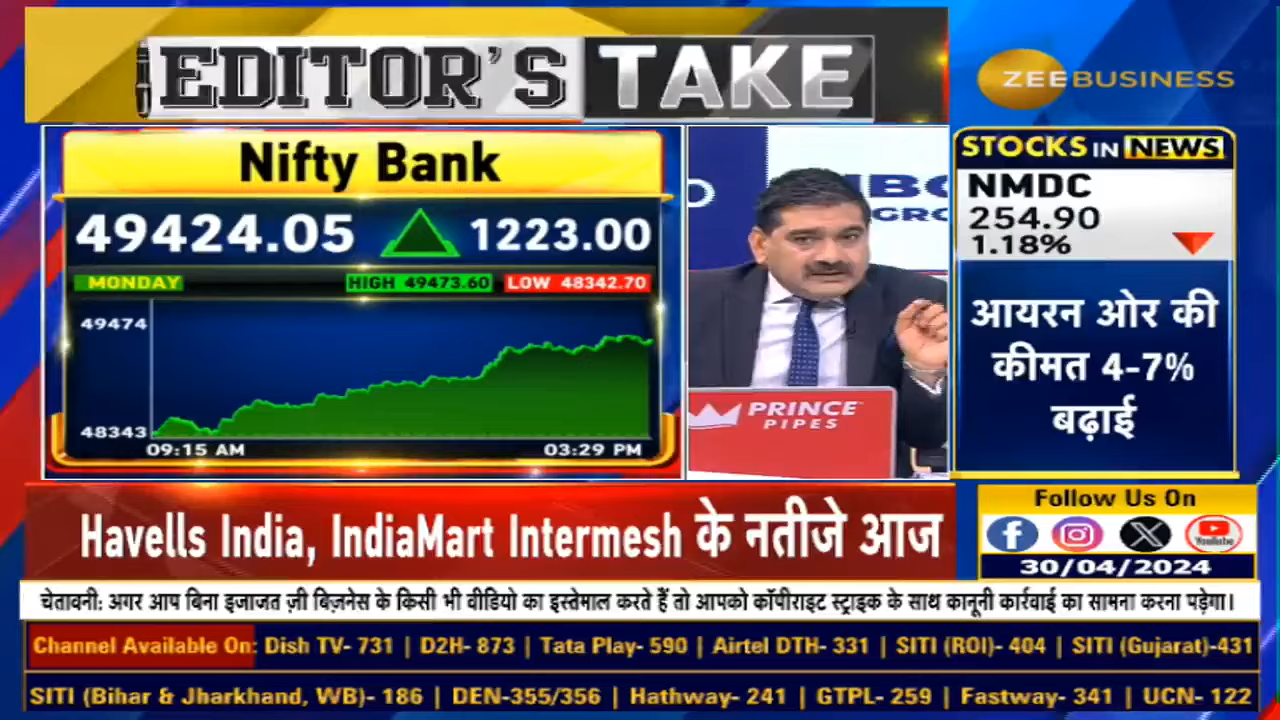 EDITOR'S TAKE
ZEEBUSINESS
Nifty Bank
49424.05 1223.00
MONDAY HIGH 49473.60 LOW 48342.70
49474
48343
09:15 AM 03:29 PM
PRINCE
PIPES
STOCKS IN NEWS
NMDC
254.90
1.18%
आयरन ओर की
कीमत 4-7%
बढ़ाई
Havells India, IndiaMart Intermesh के नतीजे आज
Follow Us On
YouTube
30/04/2024
चेतावनी: अगर आप बिना इजाजत ज़ी बिज़नेस के किसी भी वीडियो का इस्तेमाल करते हैं तो आपको कॉपीराइट स्ट्राइक के साथ कानूनी कार्रवाई का सामना करना पड़ेगा।
Channel Available On: Dish TV- 731 | D2H- 873 | Tata Play- 590 | Airtel DTH- 331 | SITI (ROI)- 404 | SITI (Gujarat)-431
SITI (Bihar & Jharkhand, WB)- 186 | DEN-355/356 | Hathway- 241 | GTPL- 259 | Fastway- 341 | UCN- 122